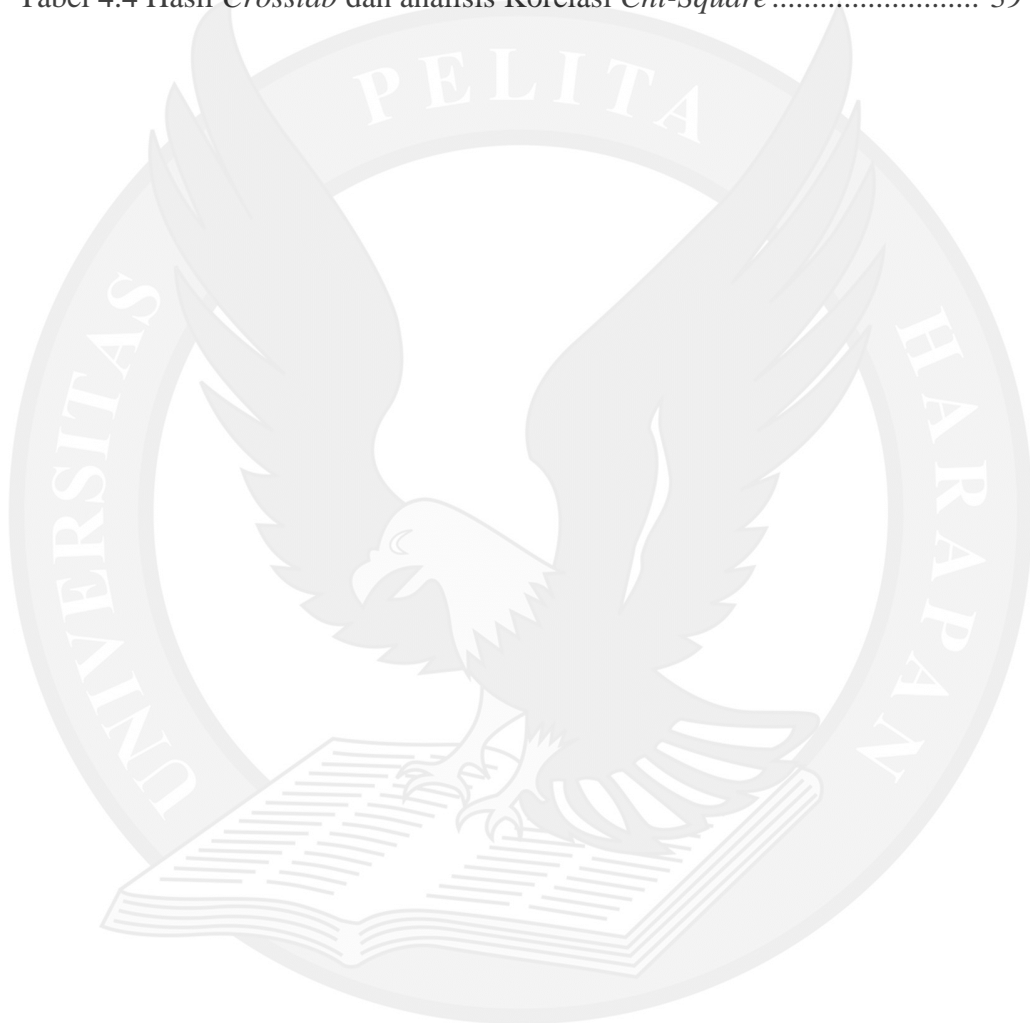 Tabel 4.4 Hasil Crosstab dan analisis Korelasi Chi-Square .......................... 39
PELITA
UNIVERSITAS
HARAPAN